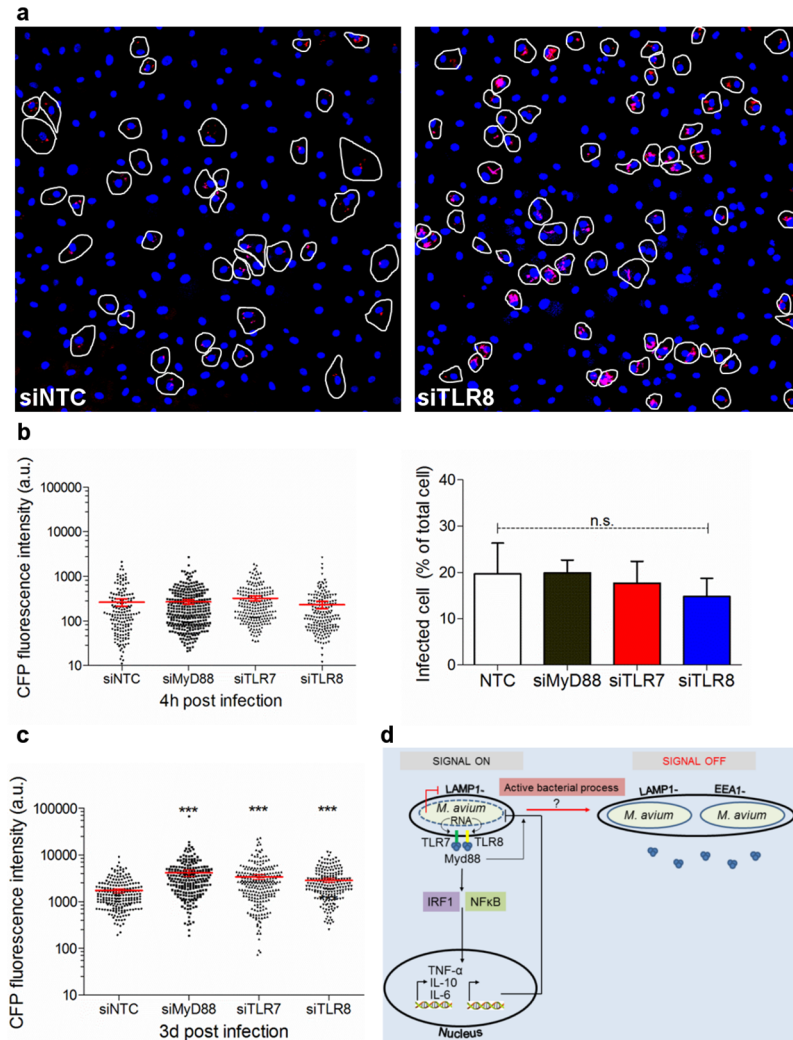 a
siNTC
siTLR8
b
CFP fluorescence intensity (a.u.)
100000
10000
1000
100
10
siNTC
siMyD88
siTLR7
siTLR8
4h post infection
Infected cell (% of total cell)
60
40
20
0
n.s.
NTC
siMyD88
siTLR7
siTLR8
c
CFP fluorescence intensity (a.u.)
100000
10000
1000
100
10
***
***
***
siNTC
siMyD88
siTLR7
siTLR8
3d post infection
d
SIGNAL ON
SIGNAL OFF
LAMP1-
Active bacterial process
?
LAMP1-
EEA1-
M. avium
RNA
M. avium
M. avium
TLR7
TLR8
Myd88
IRF1
NFκB
TNF-α
IL-10
IL-6
Nucleus